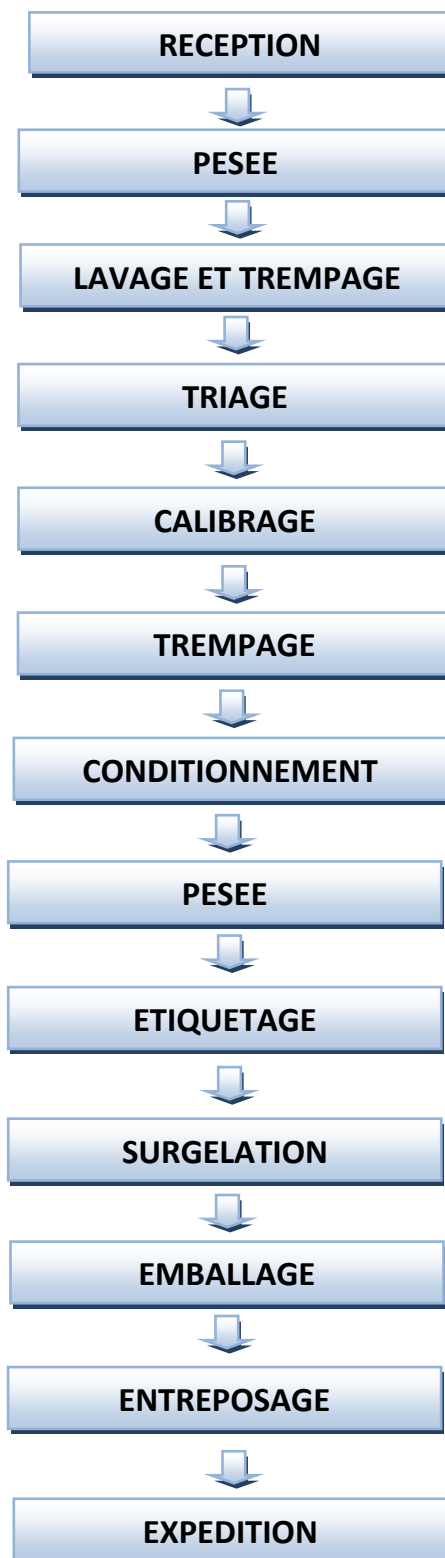 RECEPTION
PESEE
LAVAGE ET TREMPAGE
TRIAGE
CALIBRAGE
TREMPAGE
CONDITIONNEMENT
PESEE
ETIQUETAGE
SURGELATION
EMBALLAGE
ENTREPOSAGE
EXPEDITION